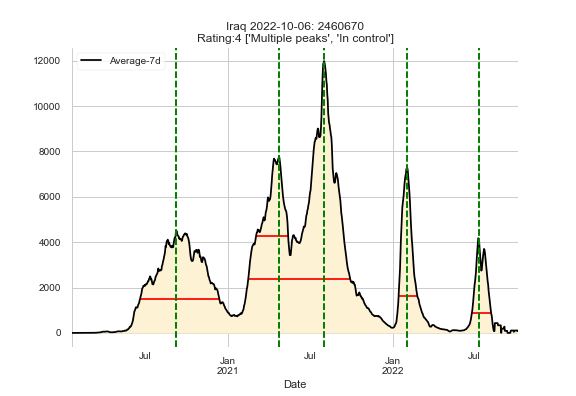 Iraq 2022-10-06: 2460670
Rating:4 ['Multiple peaks', 'In control']
Average-7d
12000
10000
8000
6000
4000
2000
0
Jul
Jan
2021
Jul
Jan
2022
Jul
Date